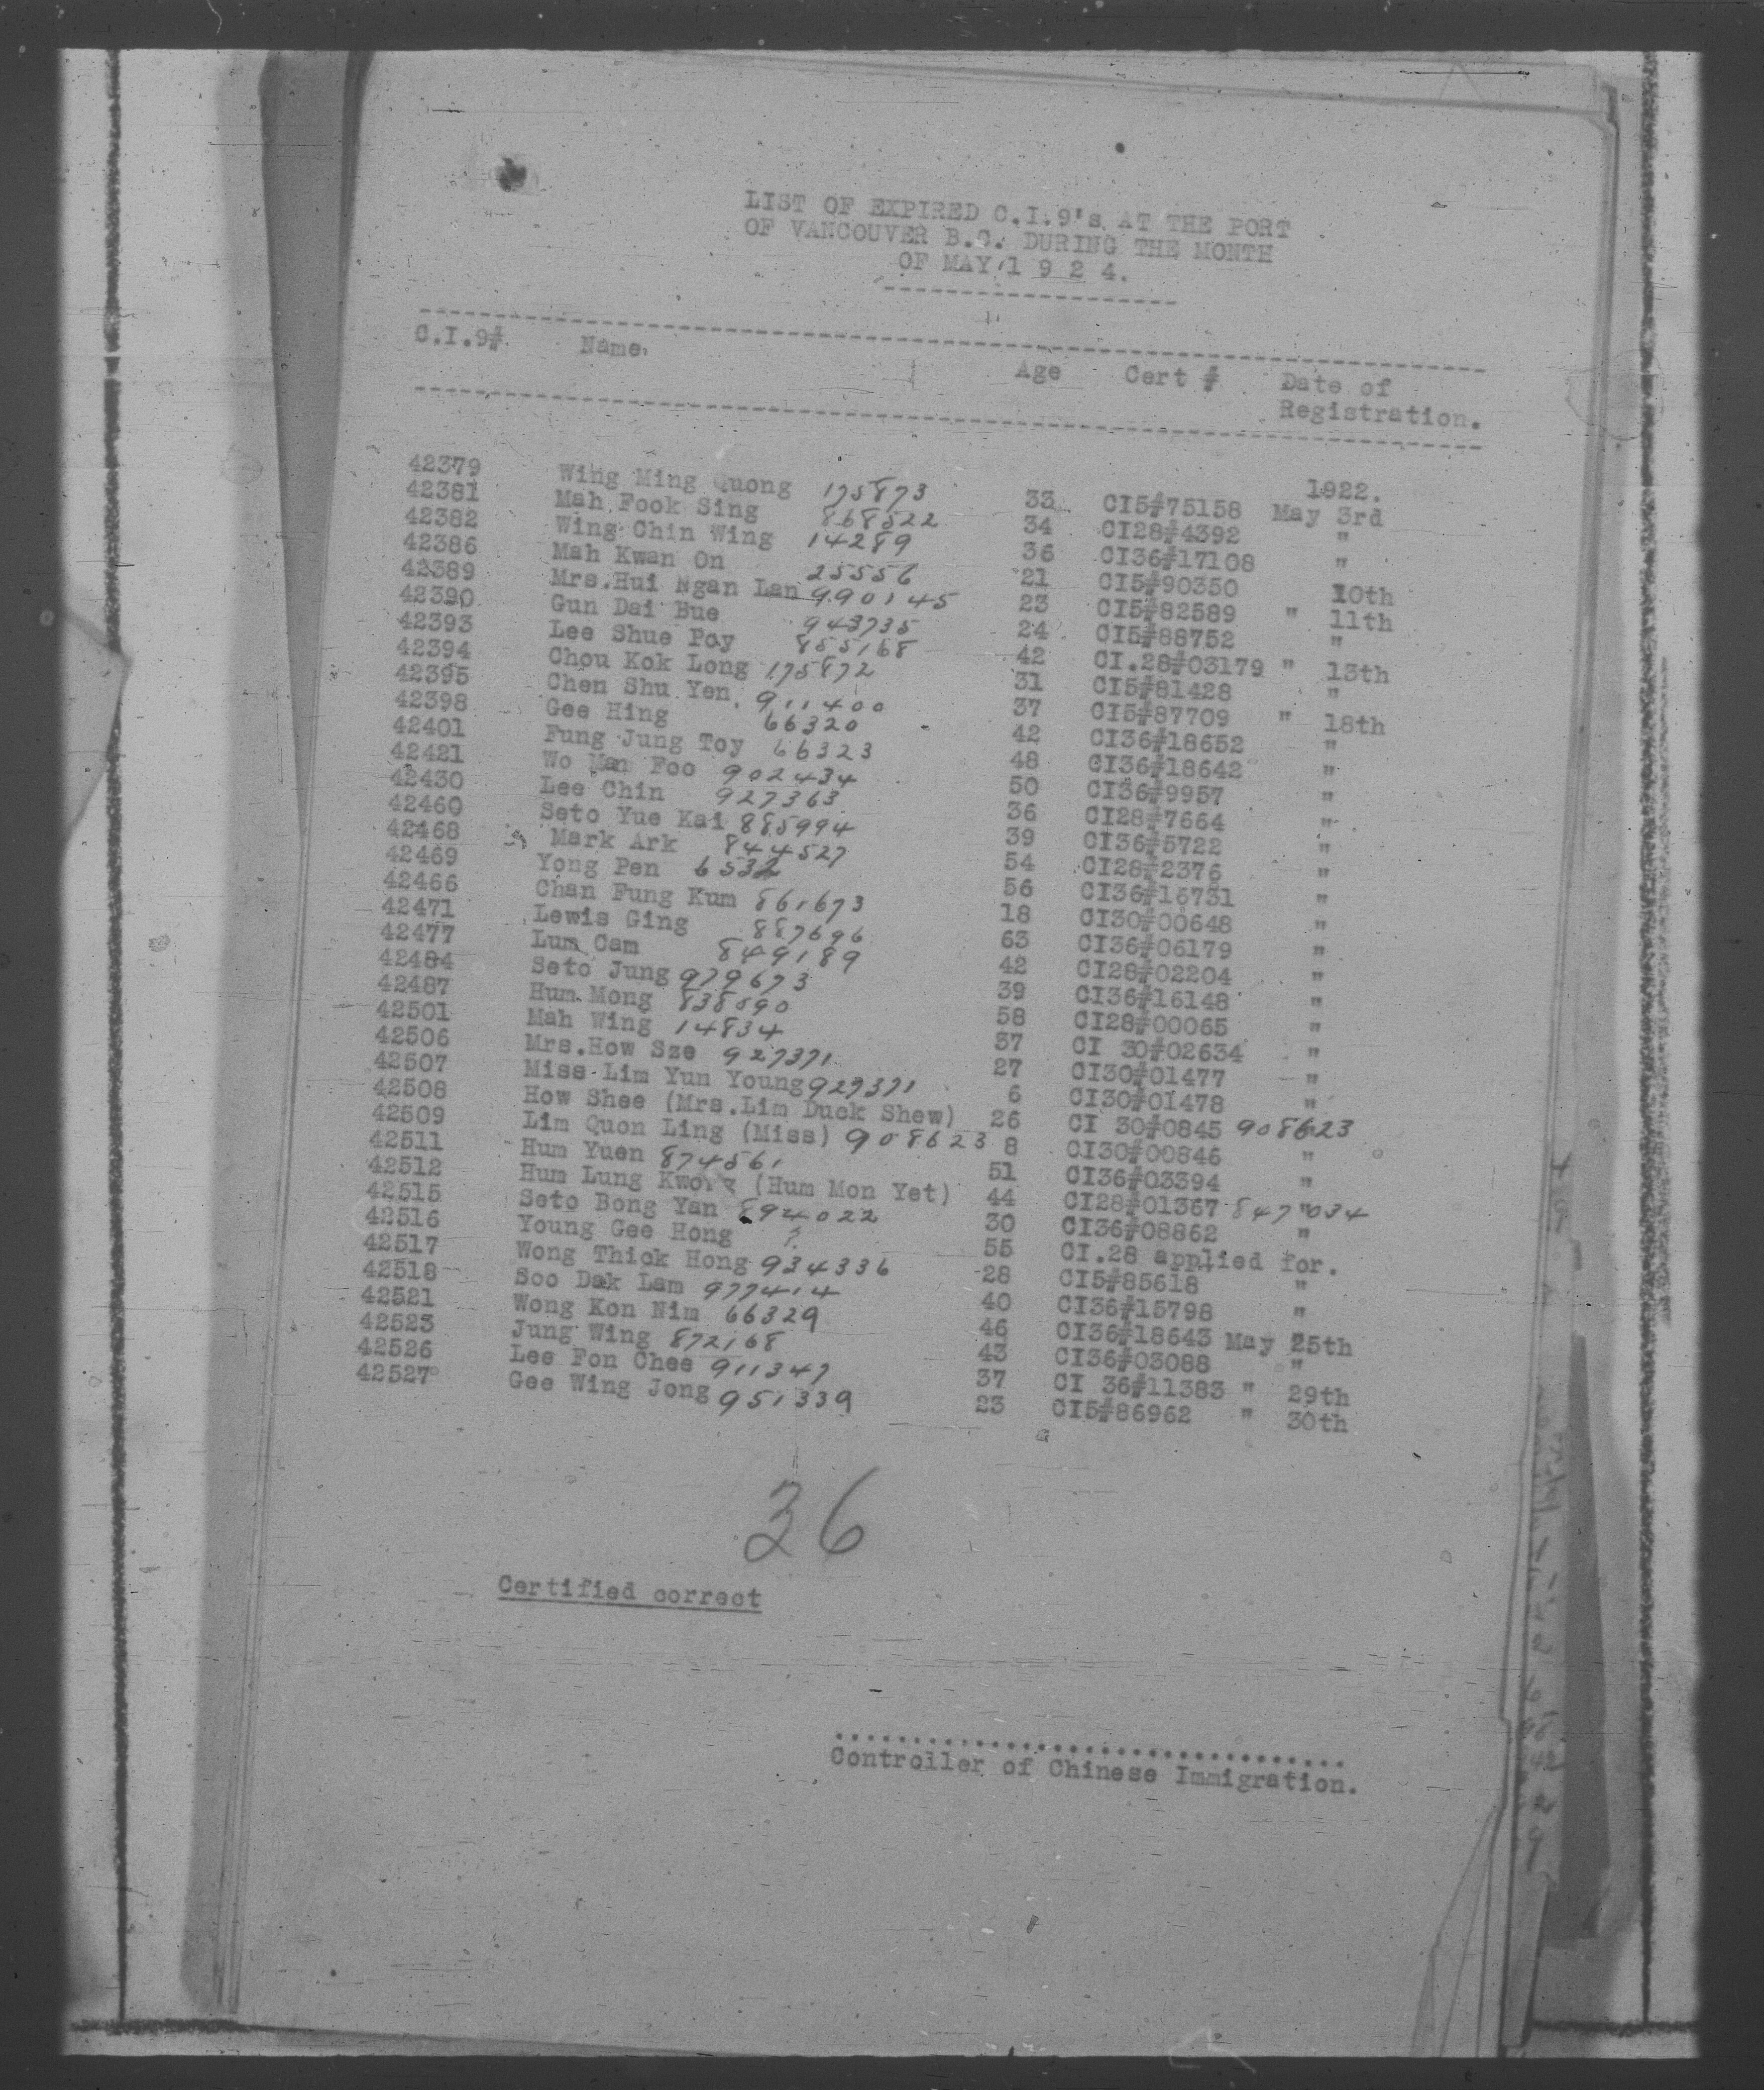 LIST OF EXPIRED C.I.9's AT THE PORT
OF VANCOUVER B.C. DURING THE MONTH
OF MAY 1 9 2 4.
C.I.9# Name. Age Cert # Date of
Registration.
1922.
42379 Wing Ming Quong 175873 33 CI5#75158 May 3rd
42381 Mah Fook Sing 868522 34 CI28#4392 "
42382 Wing Chin Wing 14289 36 CI36#17108 "
42386 Mah Kwan On 25556 21 CI5#90350 10th
42389 Mrs.Hui Ngan Lan 990145 23 CI5#82589 " 11th
42390 Gun Dai Bue 943735 24 CI5#88752 "
42393 Lee Shue Poy 855168 42 CI.28#03179 " 13th
42394 Chou Kok Long 175872 31 CI5#81428 "
42395 Chen Shu Yen. 911400 37 CI5#87709 " 18th
42398 Gee Hing 66320 42 CI36#18652 "
42401 Fung Jung Toy 66323 48 CI36#18642 "
42421 Wo Man Foo 902434 50 CI36#9957 "
42430 Lee Chin 927363 36 CI28#7664 "
42460 Seto Yue Kai 885994 39 CI36#5722 "
42468 Mark Ark 844527 54 CI28#2376 "
42469 Yong Pen 6532 56 CI36#15731 "
42466 Chan Fung Kum 861673 18 CI30#00648 "
42471 Lewis Ging 887696 63 CI36#06179 "
42477 Lum Cam 849189 42 CI28#02204 "
42484 Seto Jung 979673 39 CI36#16148 "
42487 Hum Mong 838590 58 CI28#00065 "
42501 Mah Wing 14834 37 CI 30#02634 "
42506 Mrs.How Sze 927371 27 CI30#01477 "
42507 Miss Lim Yun Young 927371 6 CI30#01478 "
42508 How Shee (Mrs.Lim Duck Shew) 26 CI 30#0845 908623
42509 Lim Quon Ling (Miss) 908623 8 CI30#00846 "
42511 Hum Yuen 874561 51 CI36#03394 "
42512 Hum Lung Kwong (Hum Mon Yet) 44 CI28#01367 847034 "
42515 Seto Bong Yan 894022 30 CI36#08862 "
42516 Young Gee Hong ? 55 CI.28 applied for.
42517 Wong Thick Hong 934336 28 CI5#85618 "
42518 Soo Dak Lam 977414 40 CI36#15798 "
42521 Wong Kon Nim 66329 46 CI36#18643 May 25th
42523 Jung Wing 872168 43 CI36#03088 "
42526 Lee Fon Chee 911347 37 CI 36#11383 " 29th
42527 Gee Wing Jong 951339 23 CI5#86962 " 30th
36
Certified correct
Controller of Chinese Immigration.